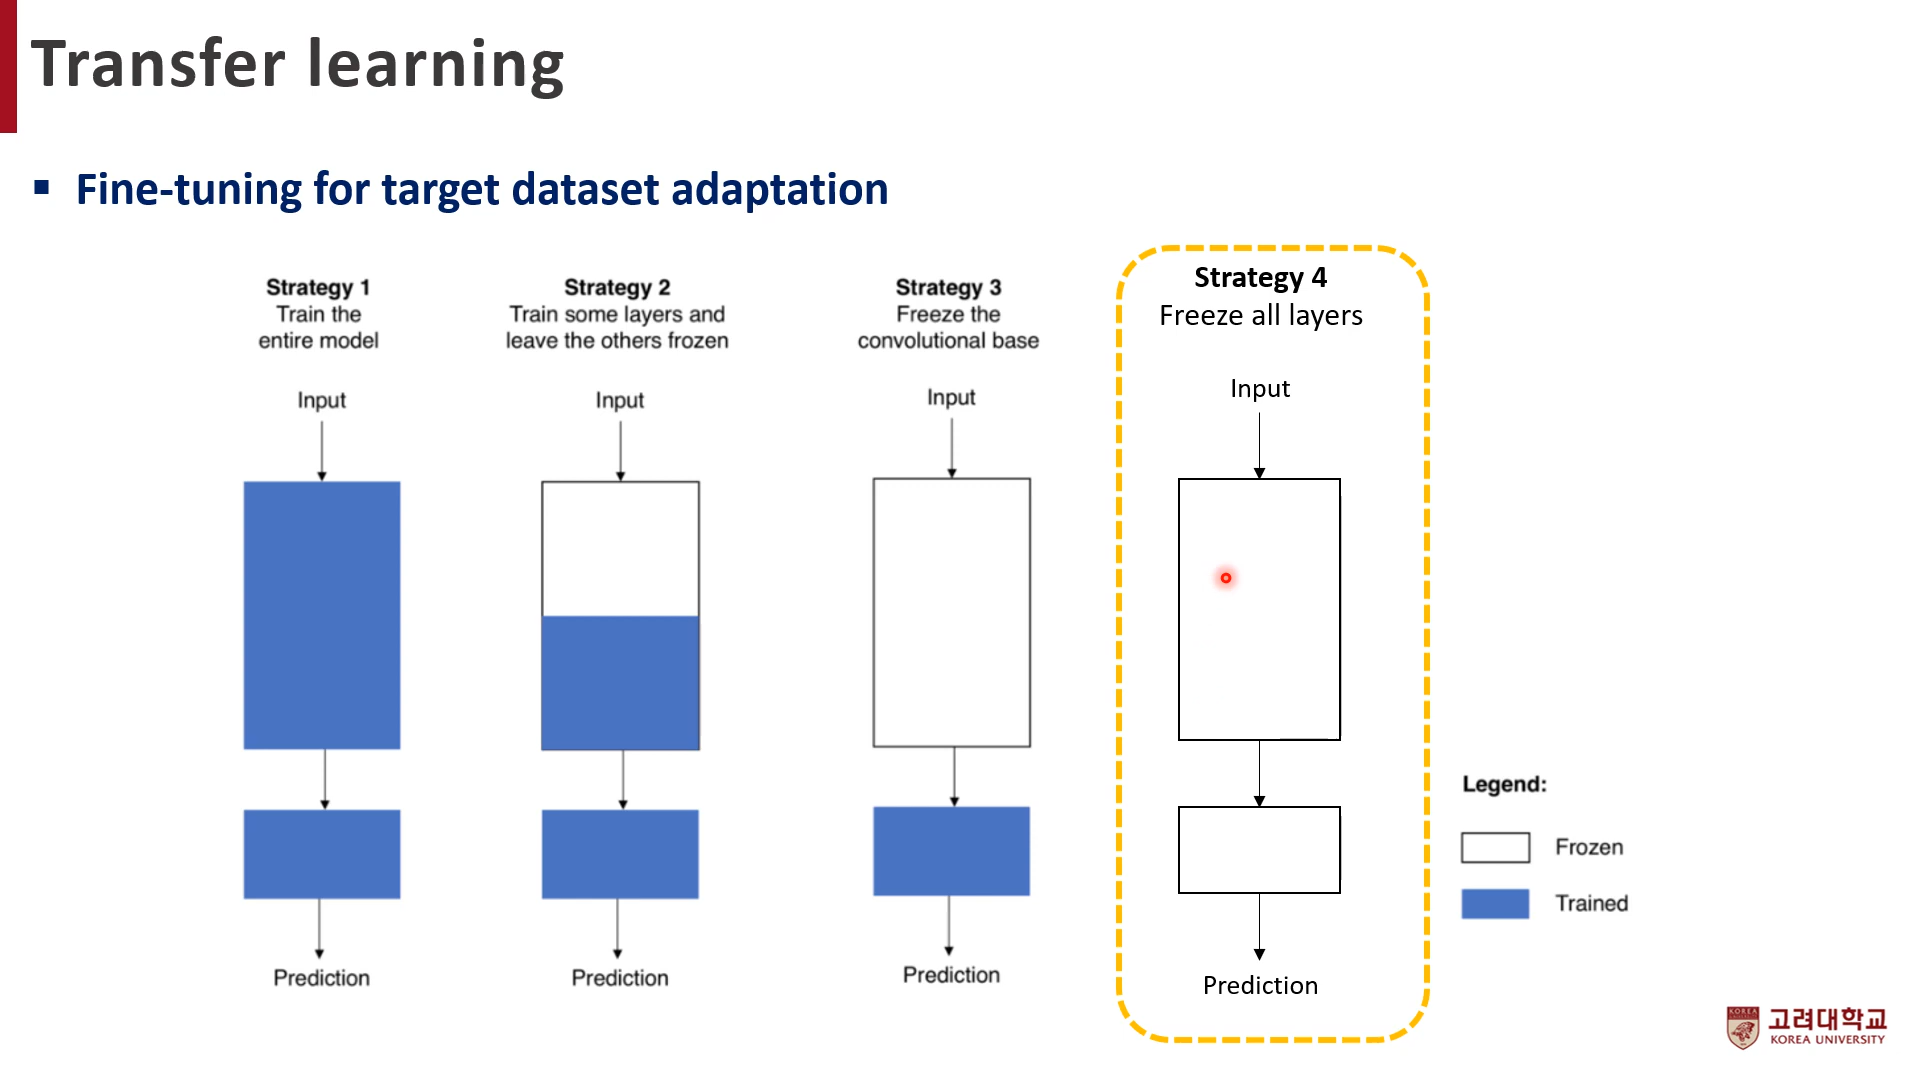 Transfer learning
Fine-tuning for target dataset adaptation
Strategy 1
Train the
entire model
Input
Prediction
Strategy 2
Train some layers and
leave the others frozen
Input
Prediction
Strategy 3
Freeze the
convolutional base
Input
Prediction
Strategy 4
Freeze all layers
Input
Prediction
Legend:
Frozen
Trained
KOREA
고려대학교
KOREA UNIVERSITY